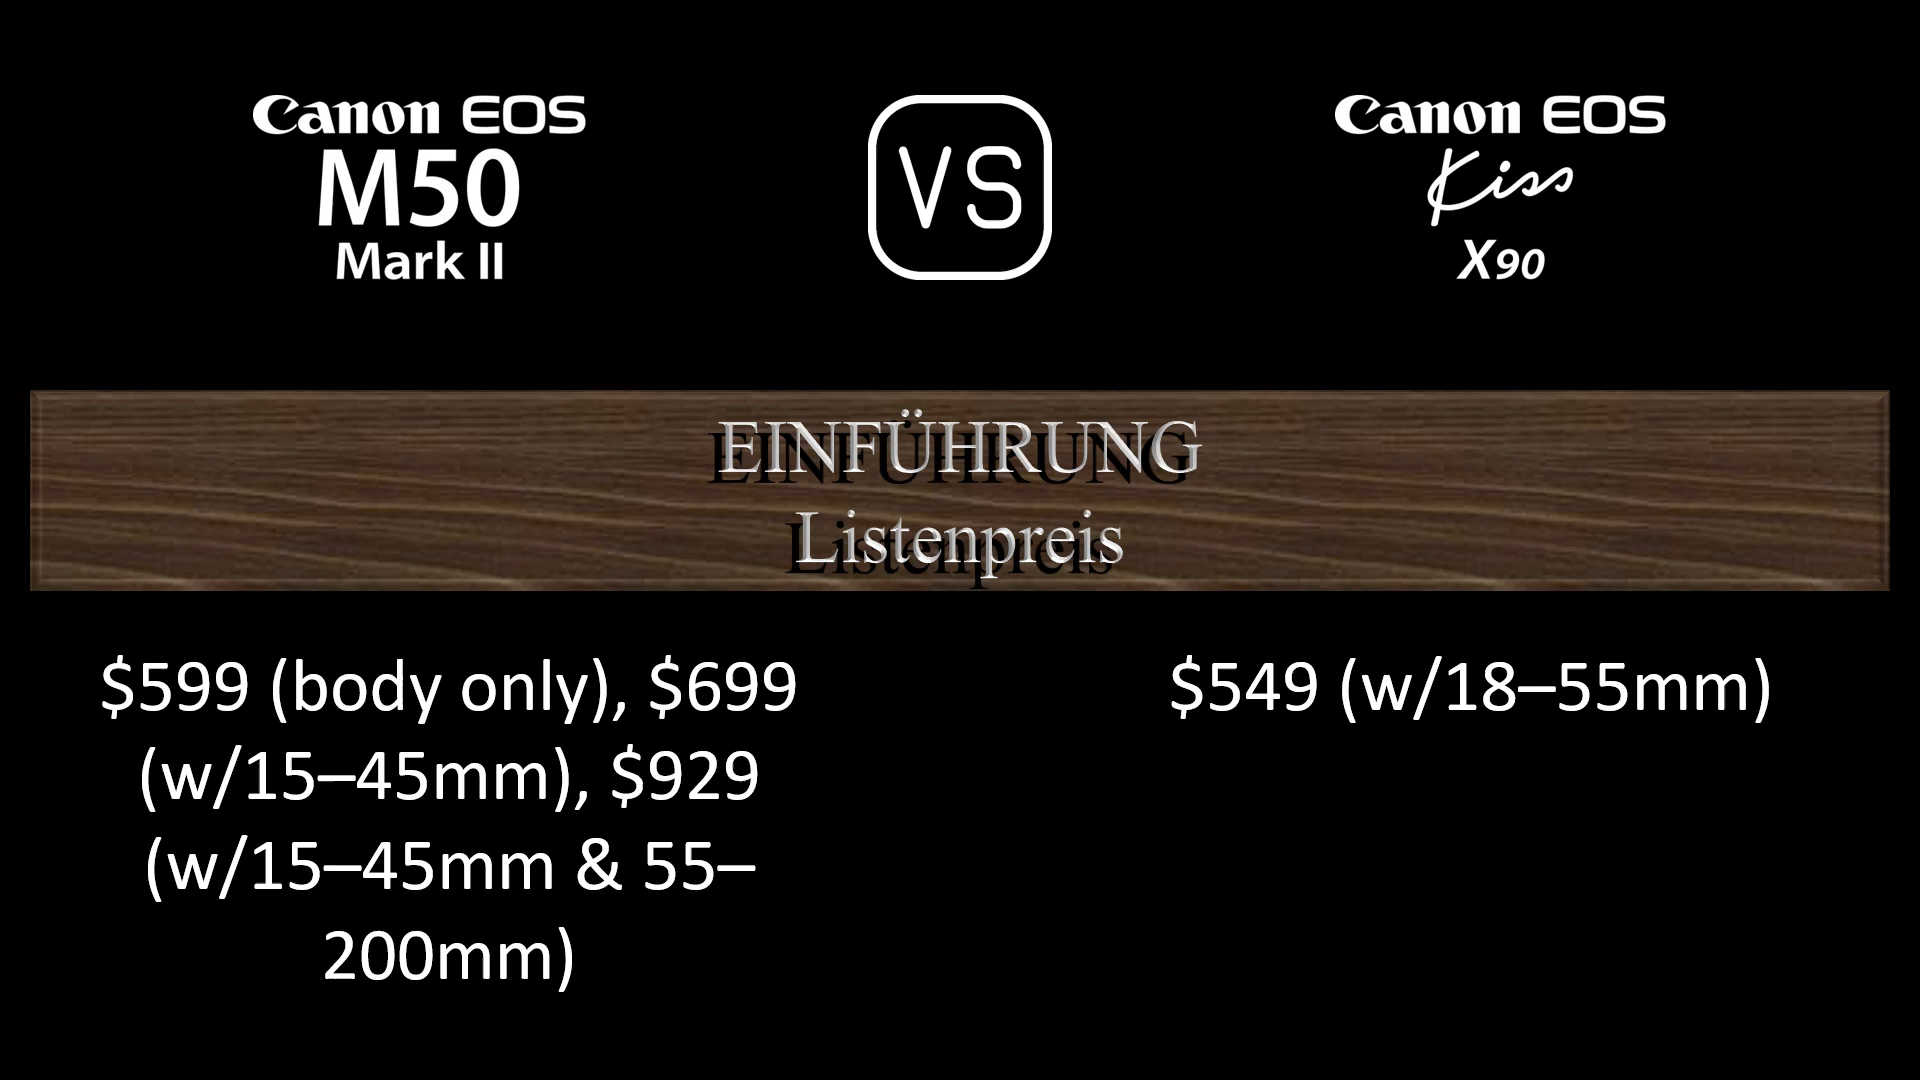 Canon EOS
M50
Mark II
VS
Canon EOS
Kiss
X90
EINFÜHRUNG
Listenpreis
$599 (body only), $699
(w/15–45mm), $929
(w/15–45mm & 55–
200mm)
$549 (w/18–55mm)